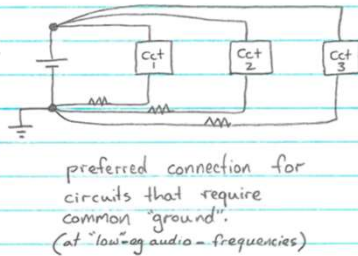 Cct
1
Cct
2
Cct
3
preferred connection for
circuits that require
common "ground".
(at "low"-eg audio-frequencies)